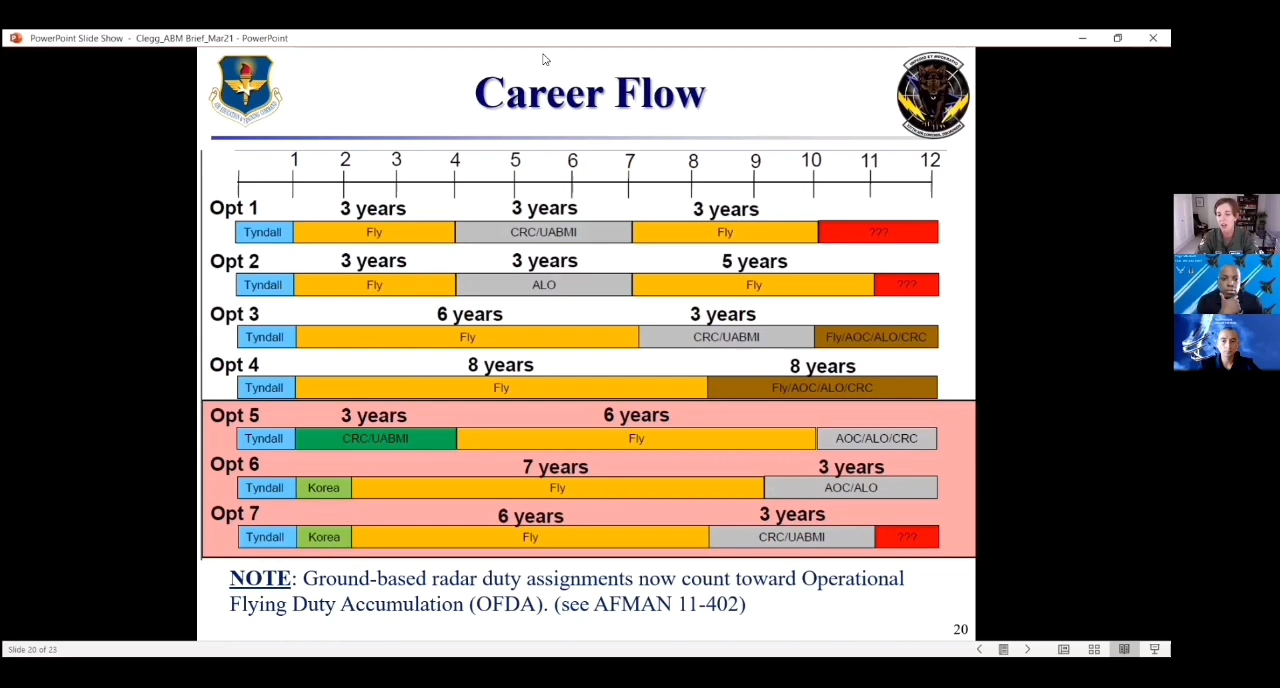 PowerPoint Slide Show - Clegg_ABM Brief_Mar21 - PowerPoint
Career Flow
1 2 3 4 5 6 7 8 9 10 11 12
Opt 1 3 years 3 years 3 years
Tyndall Fly CRC/UABMI Fly ???
Opt 2 3 years 3 years 5 years
Tyndall Fly ALO Fly ???
Opt 3 6 years 3 years
Tyndall Fly CRC/UABMI Fly/AOC/ALO/CRC
Opt 4 8 years 8 years
Tyndall Fly Fly/AOC/ALO/CRC
Opt 5 3 years 6 years
Tyndall CRC/UABMI Fly AOC/ALO/CRC
Opt 6 7 years 3 years
Tyndall Korea Fly AOC/ALO
Opt 7 6 years 3 years
Tyndall Korea Fly CRC/UABMI ???
NOTE: Ground-based radar duty assignments now count toward Operational
Flying Duty Accumulation (OFDA). (see AFMAN 11-402)
20
Slide 20 of 23